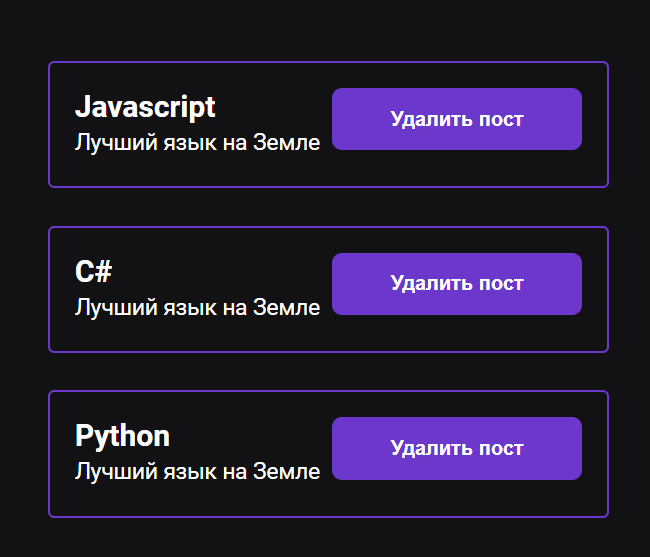 Javascript
Лучший язык на Земле
Удалить пост
C#
Лучший язык на Земле
Удалить пост
Python
Лучший язык на Земле
Удалить пост